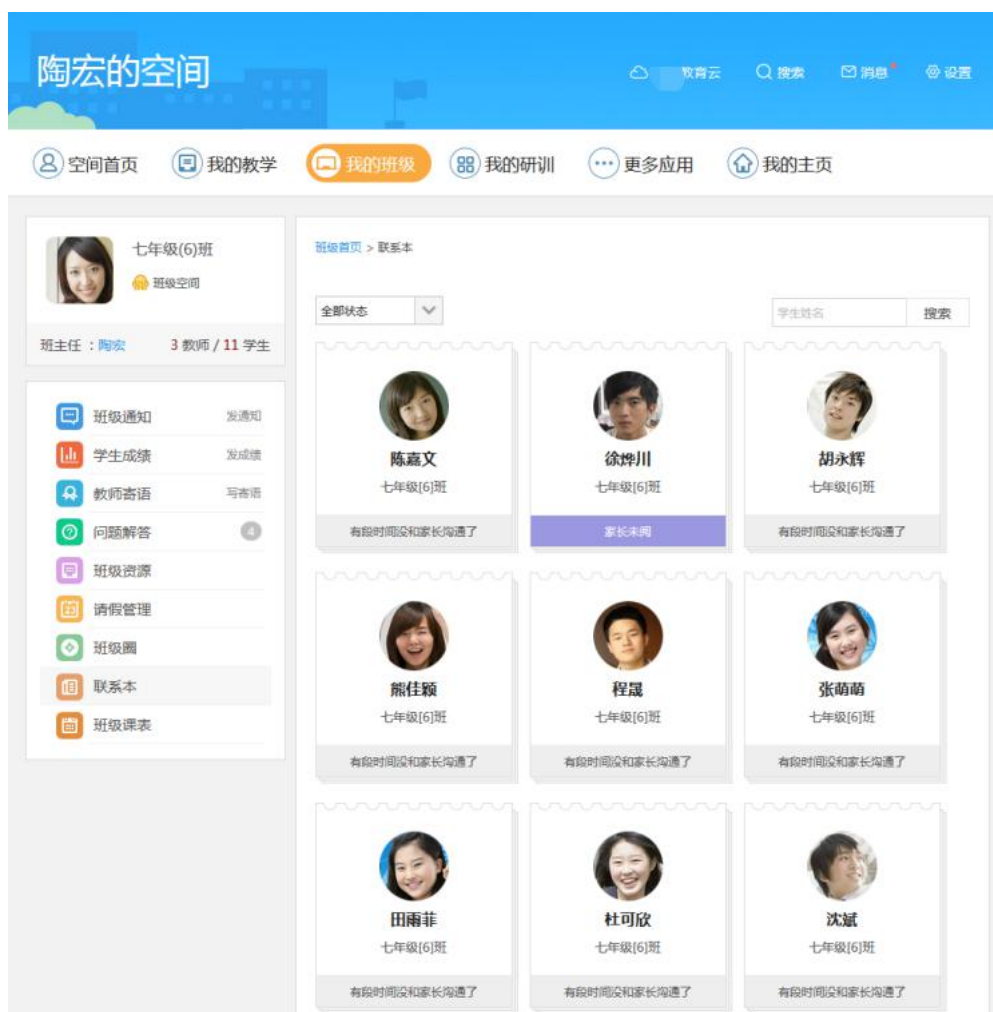 陶宏的空间
教育云 搜索 消息 设置
空间首页 我的教学 我的班级 我的研训 更多应用 我的主页
七年级(6)班
班级空间
班主任 ：陶宏 3 教师 / 11 学生
班级通知 发通知
学生成绩 发成绩
教师寄语 写寄语
问题解答 4
班级资源
请假管理
班级圈
联系本
班级课表
班级首页 > 联系本
全部状态 学生姓名 搜索
陈嘉文 徐烨川 胡永辉
七年级[6]班 七年级[6]班 七年级[6]班
有段时间没和家长沟通了 家长未阅 有段时间没和家长沟通了
熊佳颖 程晟 张萌萌
七年级[6]班 七年级[6]班 七年级[6]班
有段时间没和家长沟通了 有段时间没和家长沟通了 有段时间没和家长沟通了
田雨菲 杜可欣 沈斌
七年级[6]班 七年级[6]班 七年级[6]班
有段时间没和家长沟通了 有段时间没和家长沟通了 有段时间没和家长沟通了